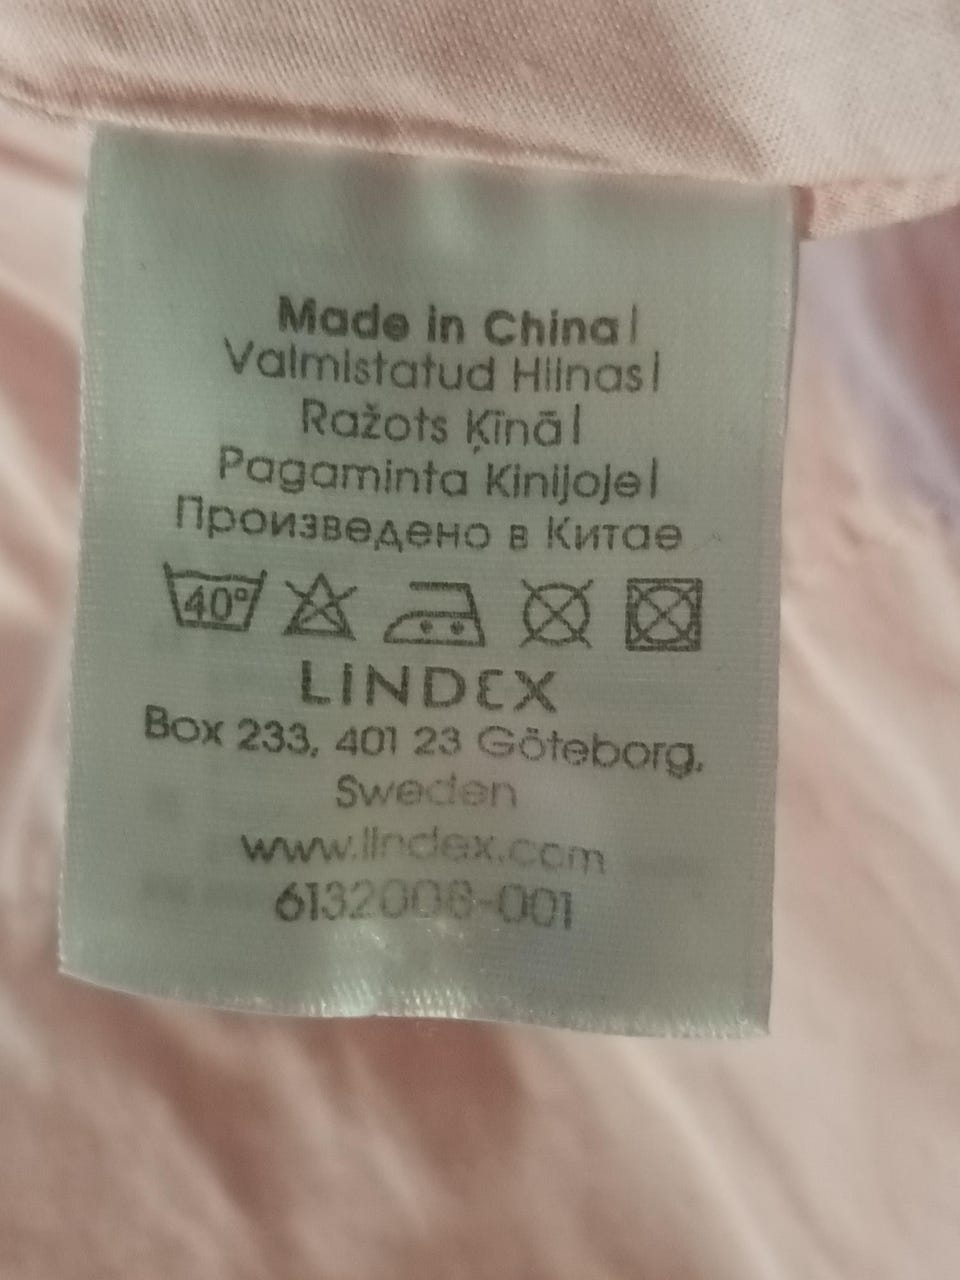 Made in China|
Valmistatud Hiinas|
Ražots Ķīnā|
Pagaminta Kinijoje|
Произведено в Китае
40°
LINDEX
Box 233, 401 23 Göteborg,
Sweden
www.lindex.com
6132008-001